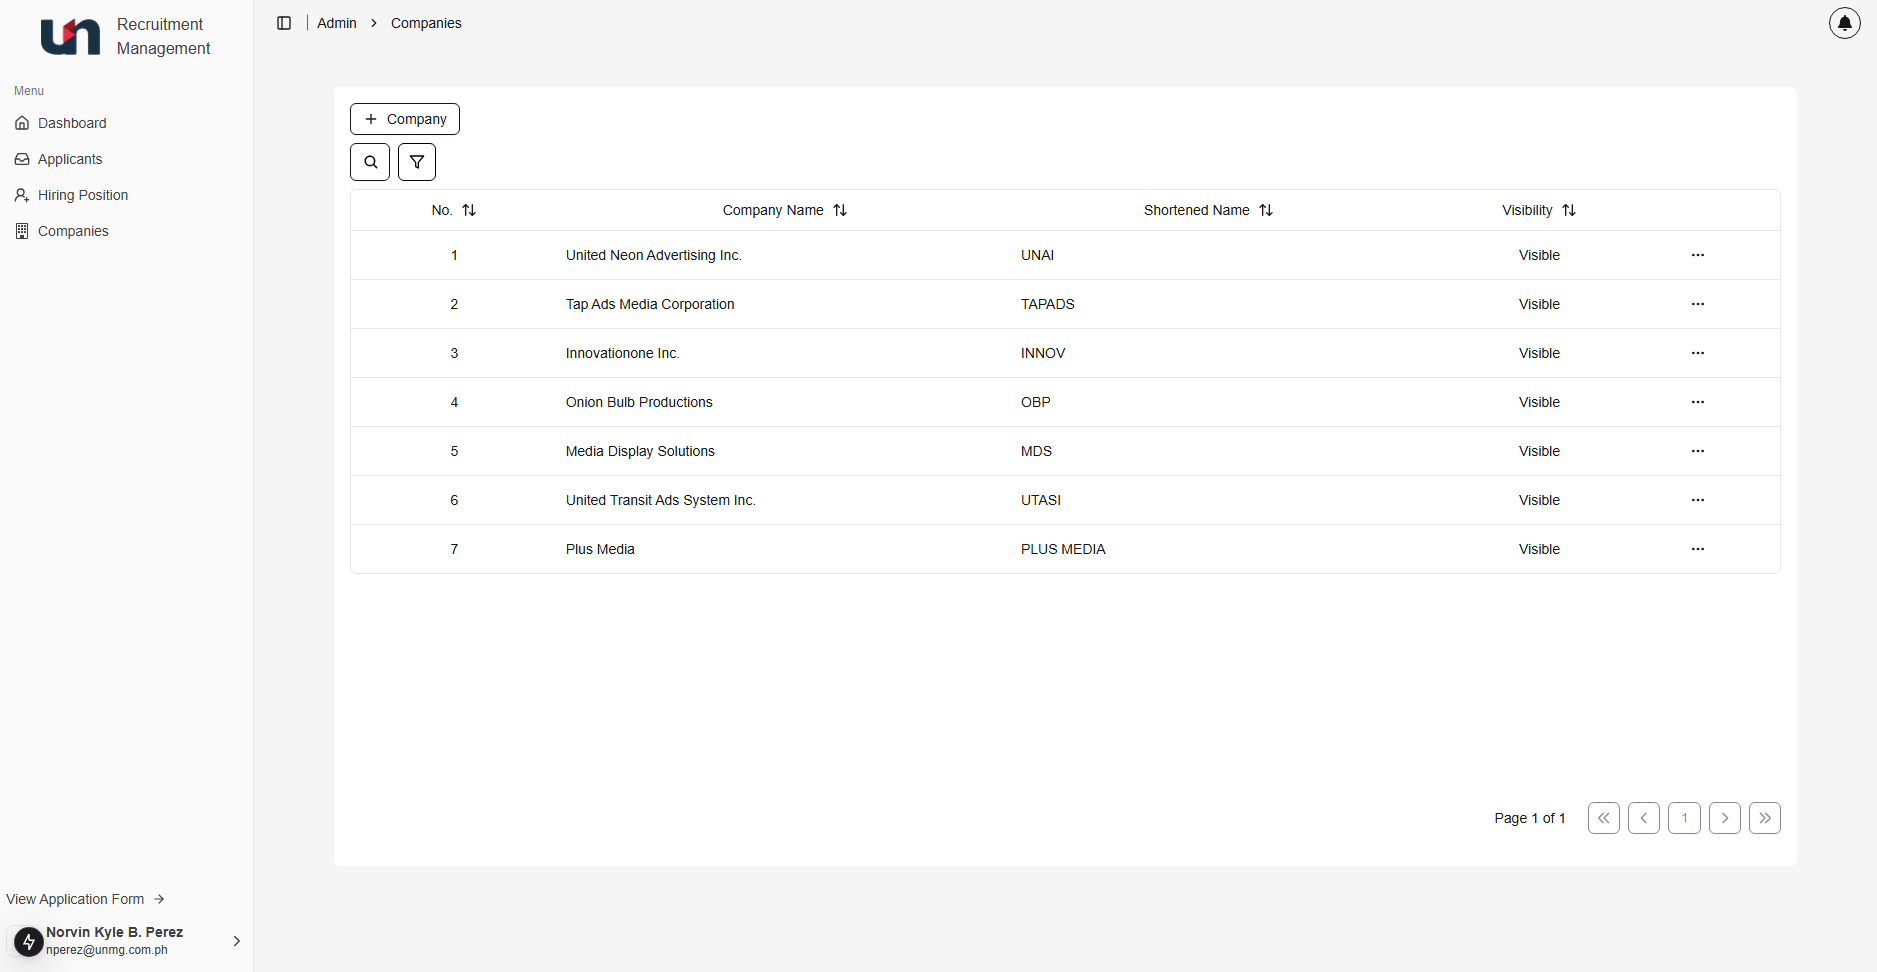 un
Recruitment
Management
Menu
Dashboard
Applicants
Hiring Position
Companies
Admin > Companies
+ Company
No. Company Name Shortened Name Visibility
1 United Neon Advertising Inc. UNAI Visible ...
2 Tap Ads Media Corporation TAPADS Visible ...
3 Innovationone Inc. INNOV Visible ...
4 Onion Bulb Productions OBP Visible ...
5 Media Display Solutions MDS Visible ...
6 United Transit Ads System Inc. UTASI Visible ...
7 Plus Media PLUS MEDIA Visible ...
Page 1 of 1 1
View Application Form →
Norvin Kyle B. Perez
nperez@unmg.com.ph